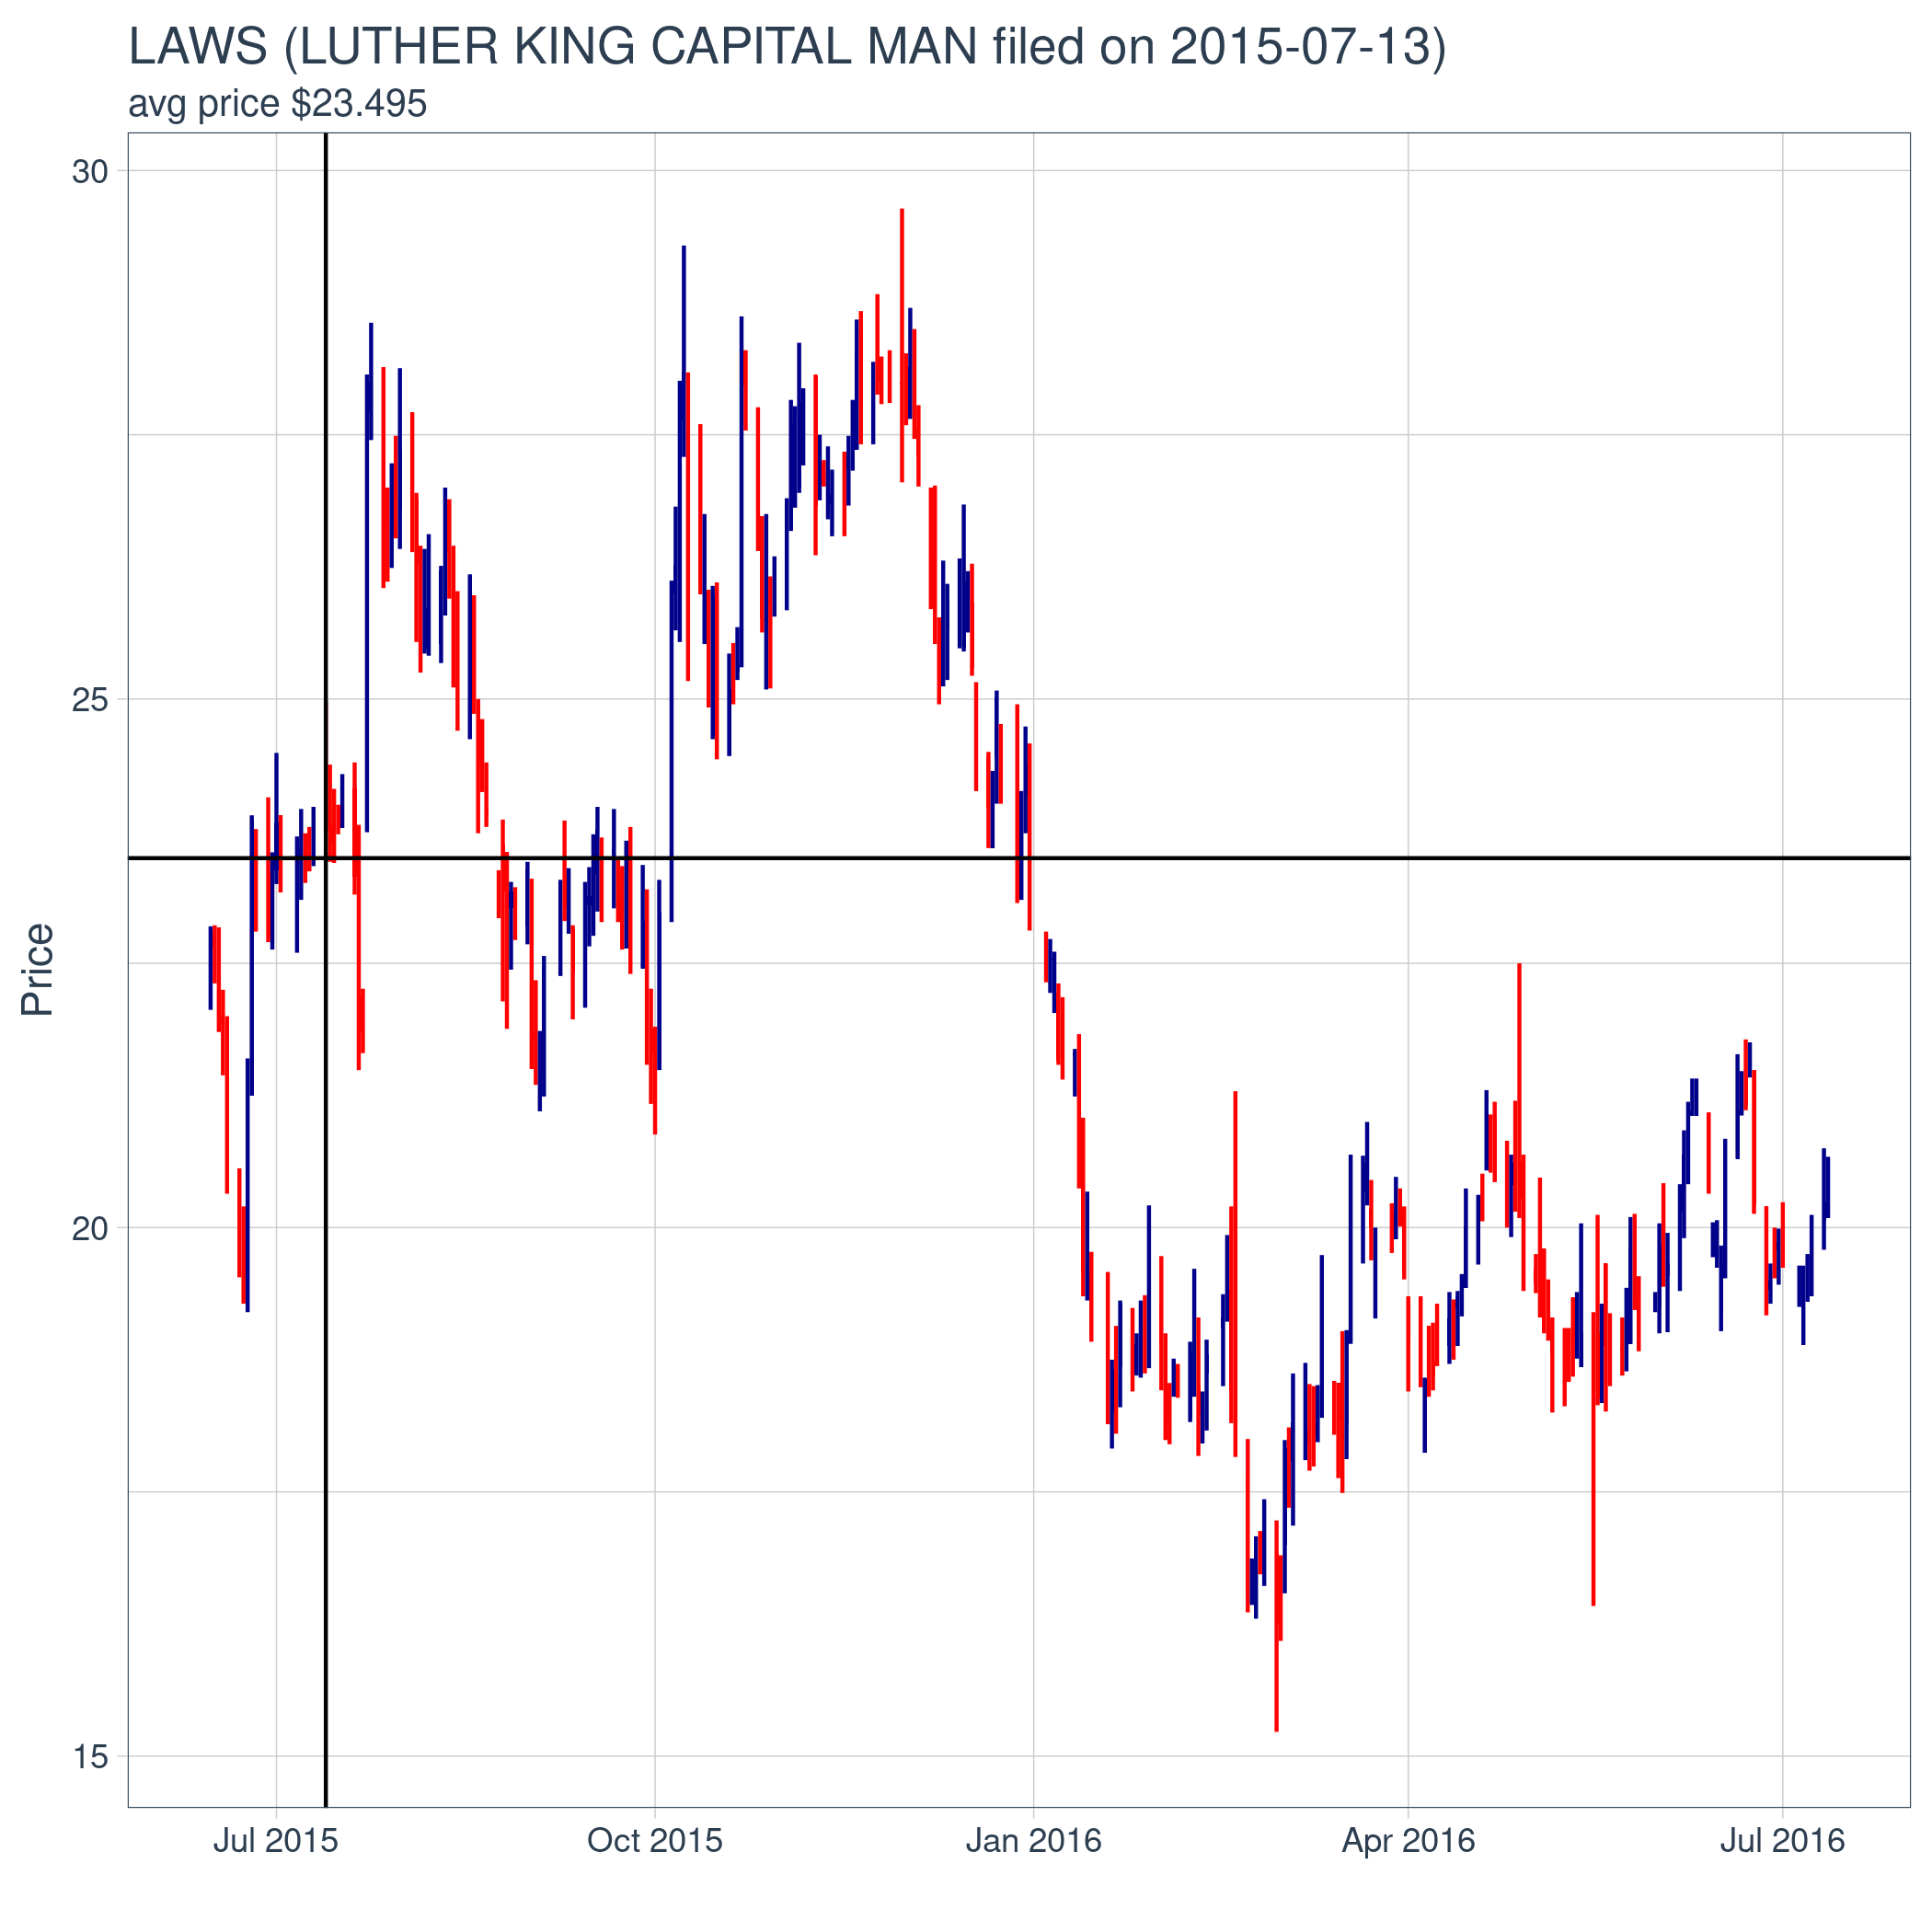 LAWS (LUTHER KING CAPITAL MAN filed on 2015-07-13)
avg price $23.495
30
25
20
15
Price
Jul 2015
Oct 2015
Jan 2016
Apr 2016
Jul 2016